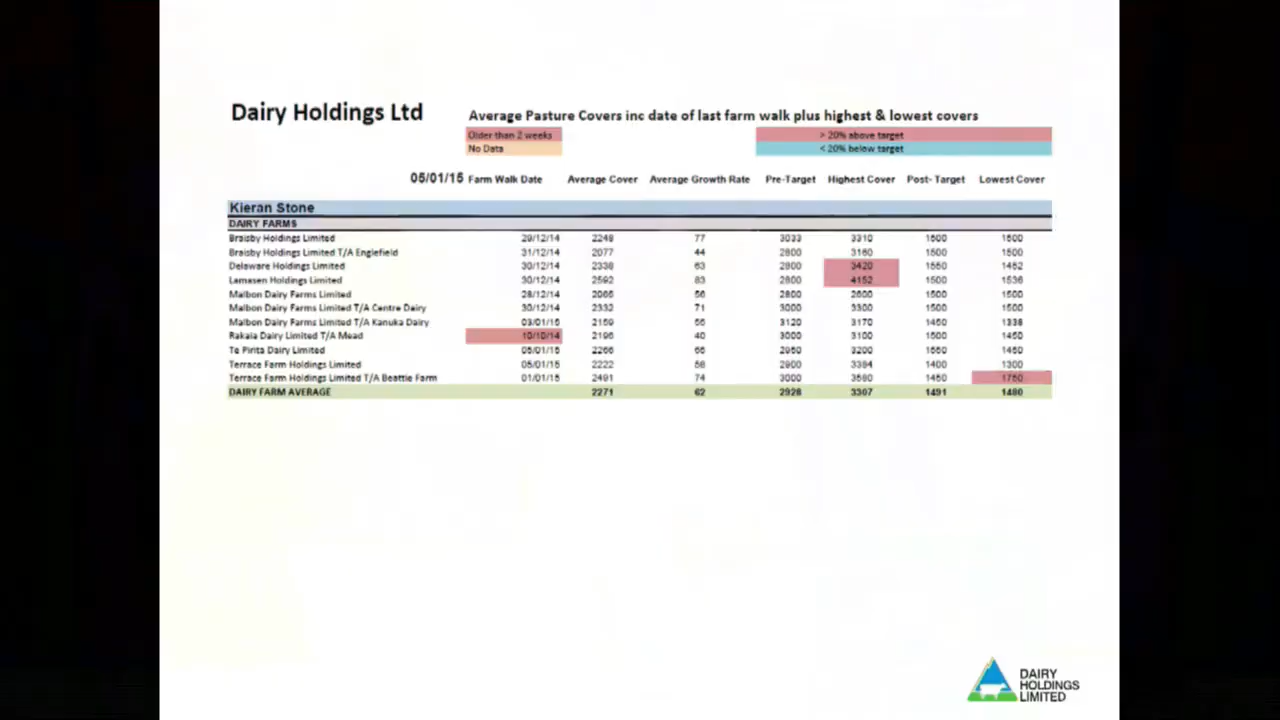 Dairy Holdings Ltd Average Pasture Covers inc date of last farm walk plus highest & lowest covers
Older than 2 weeks > 20% above target
No Data < 20% below target
05/01/15 Farm Walk Date Average Cover Average Growth Rate Pre-Target Highest Cover Post- Target Lowest Cover
Kieran Stone
DAIRY FARMS
Braisby Holdings Limited 29/12/14 2248 77 3033 3310 1500 1500
Braisby Holdings Limited T/A Englefield 31/12/14 2077 44 2800 3160 1500 1500
Delaware Holdings Limited 30/12/14 2338 63 2800 3420 1550 1452
Lamasen Holdings Limited 30/12/14 2592 83 2800 4152 1500 1536
Malbon Dairy Farms Limited 28/12/14 2066 56 2800 2600 1500 1500
Malbon Dairy Farms Limited T/A Centre Dairy 30/12/14 2332 71 3000 3300 1500 1500
Malbon Dairy Farms Limited T/A Kanuka Dairy 03/01/15 2159 3120 3170 1450 1338
Rakaia Dairy Limited T/A Mead 10/10/14 2196 40 3000 3100 1500 1450
Te Pirita Dairy Limited 05/01/15 2266 2950 3200 1550 1450
Terrace Farm Holdings Limited 05/01/15 2222 58 2900 3384 1400 1300
Terrace Farm Holdings Limited T/A Beattie Farm 01/01/15 2491 74 3000 3580 1450 1750
DAIRY FARM AVERAGE 2271 62 2928 3307 1491 1480
DAIRY
HOLDINGS
LIMITED